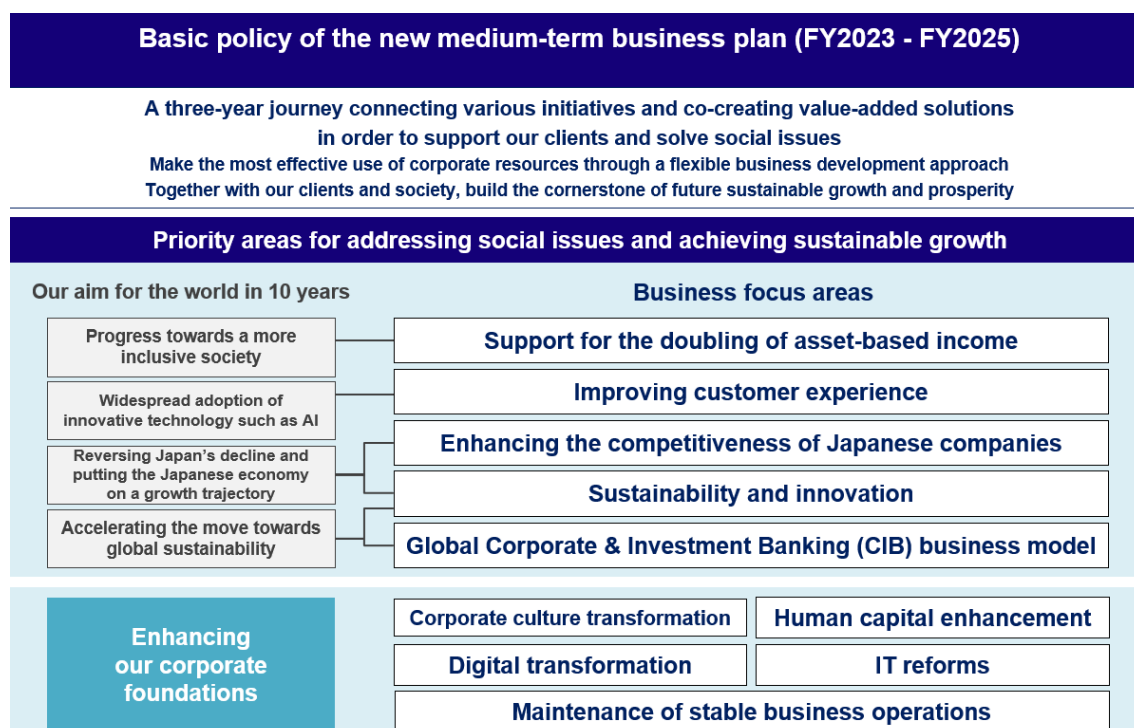 Basic policy of the new medium-term business plan (FY2023 - FY2025)
A three-year journey connecting various initiatives and co-creating value-added solutions
in order to support our clients and solve social issues
Make the most effective use of corporate resources through a flexible business development approach
Together with our clients and society, build the cornerstone of future sustainable growth and prosperity
Priority areas for addressing social issues and achieving sustainable growth
Our aim for the world in 10 years
Business focus areas
Progress towards a more
inclusive society
Support for the doubling of asset-based income
Widespread adoption of
innovative technology such as AI
Improving customer experience
Reversing Japan's decline and
putting the Japanese economy
on a growth trajectory
Enhancing the competitiveness of Japanese companies
Sustainability and innovation
Accelerating the move towards
global sustainability
Global Corporate & Investment Banking (CIB) business model
Enhancing
our corporate
foundations
Corporate culture transformation
Human capital enhancement
Digital transformation
IT reforms
Maintenance of stable business operations